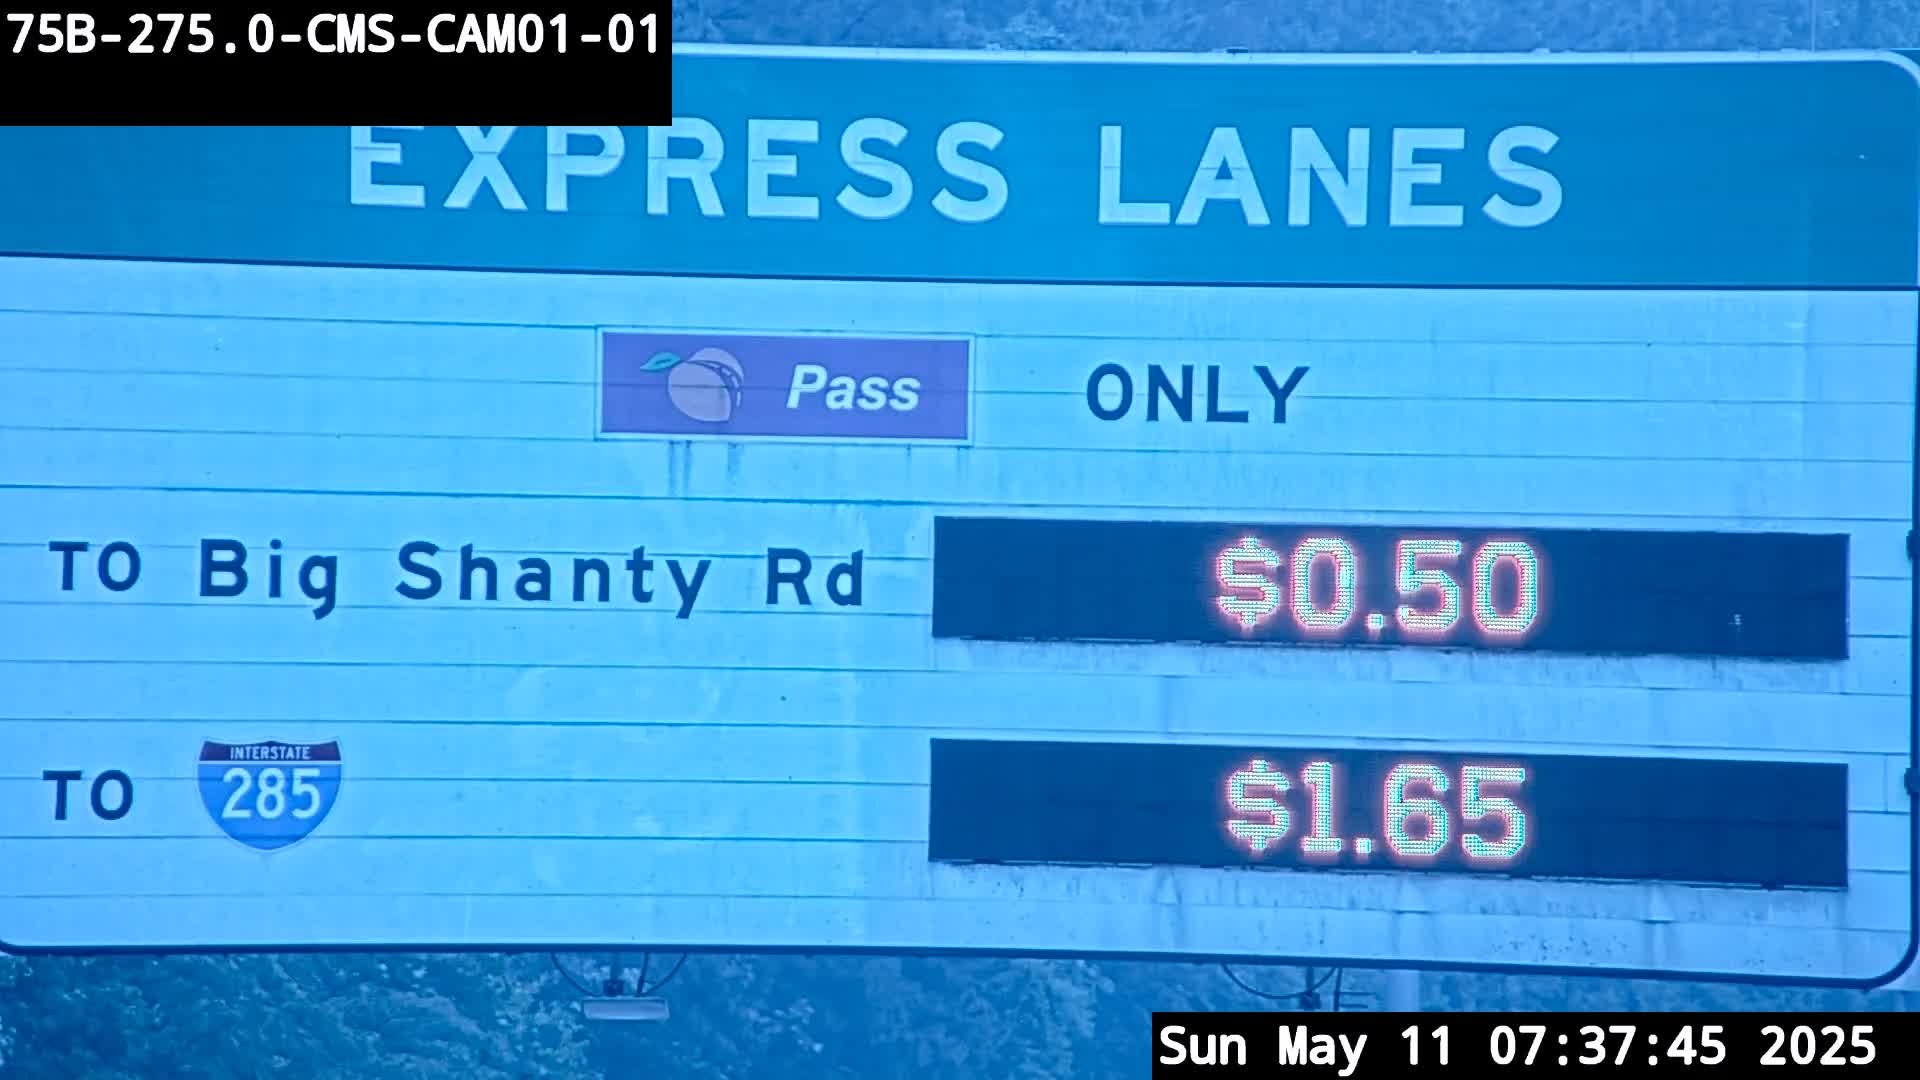 75B-275.0-CMS-CAM01-01
EXPRESS LANES
Pass ONLY
TO Big Shanty Rd $0.50
INTERSTATE
TO 285 $1.65
Sun May 11 07:37:45 2025